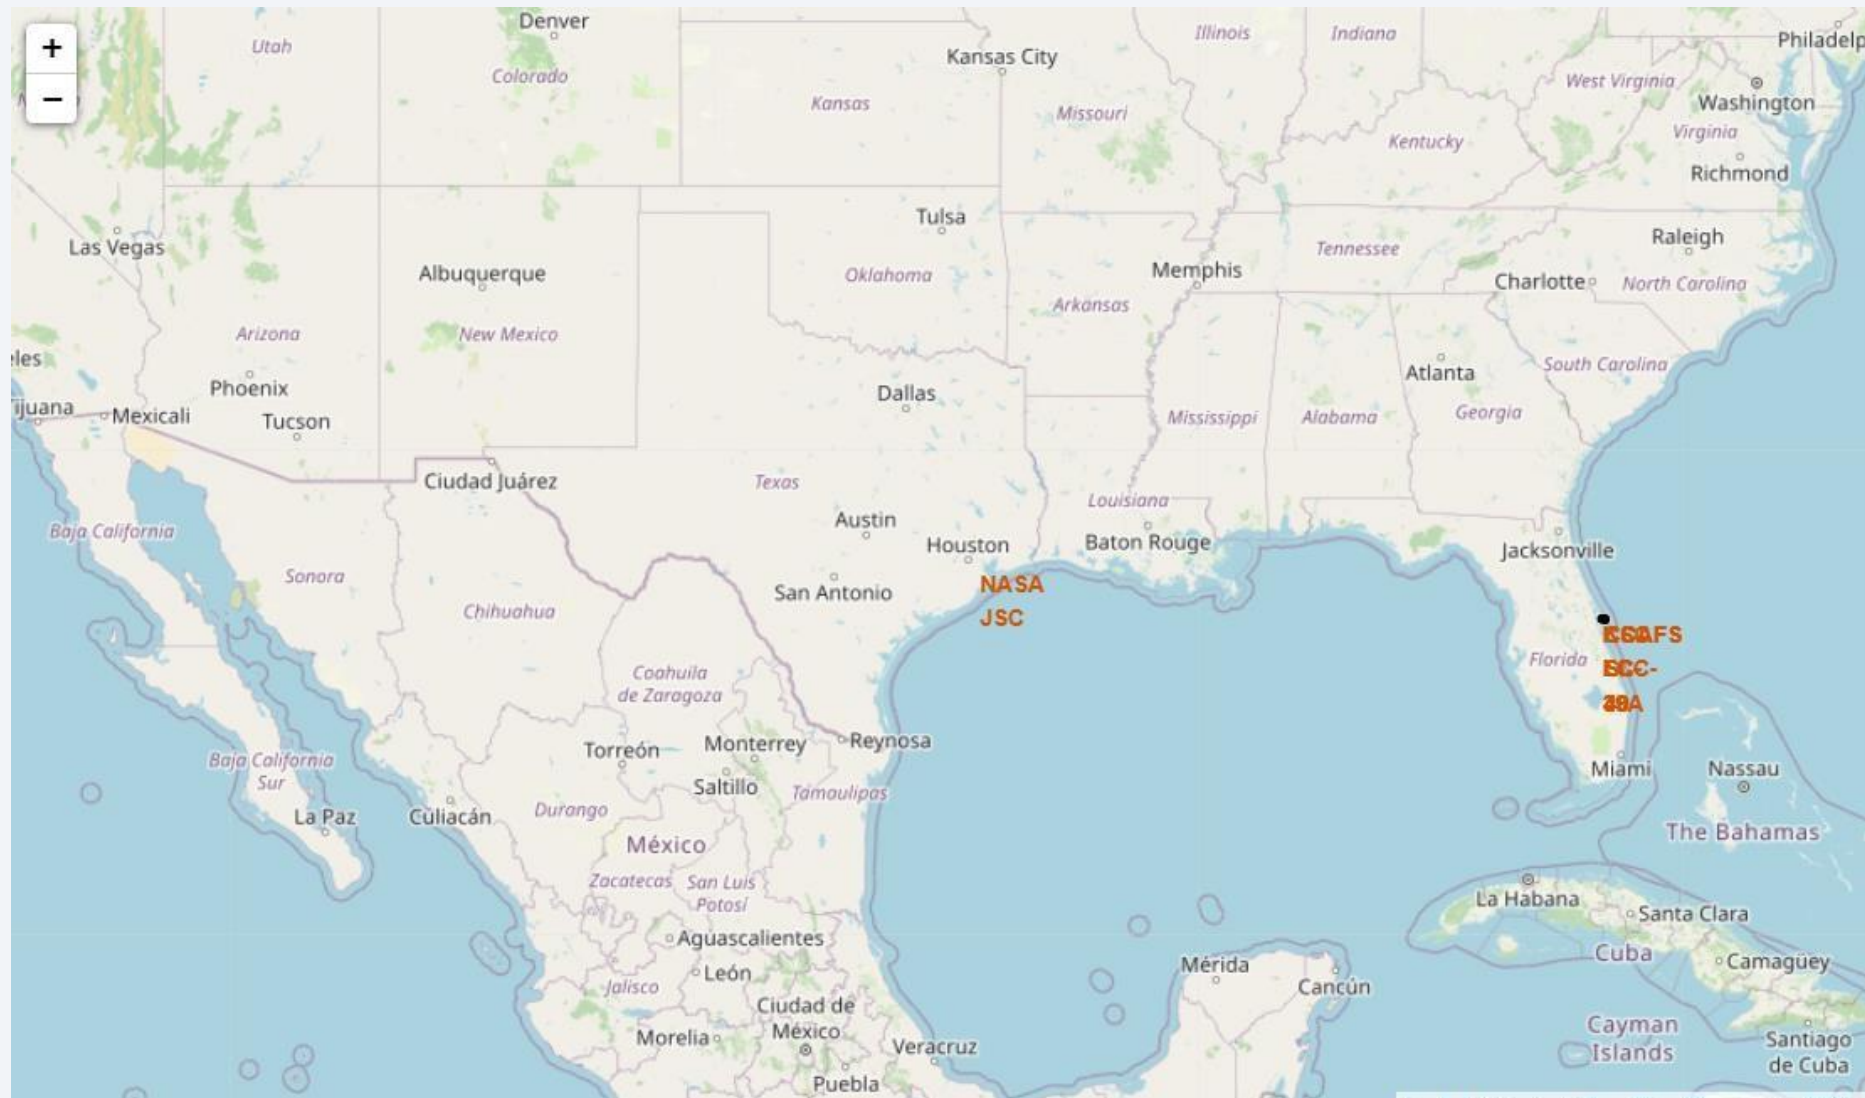 +
−
Denver
Utah
Colorado
Kansas City
Kansas
Missouri
Illinois
Indiana
Philadelp
West Virginia
Washington
Virginia
Kentucky
Richmond
Las Vegas
Tulsa
Albuquerque
Oklahoma
Memphis
Tennessee
Raleigh
Charlotte
North Carolina
Arkansas
Arizona
New Mexico
eles
Phoenix
Dallas
Atlanta
South Carolina
ijuana
Mexicali
Tucson
Mississippi
Alabama
Georgia
Ciudad Juárez
Texas
Louisiana
Baja California
Austin
Houston
Baton Rouge
Jacksonville
Sonora
NASA
JSC
San Antonio
Chihuahua
Florida
Coahuila
de Zaragoza
Torreón
Monterrey
Reynosa
Saltillo
Tamaulipas
Miami
Nassau
Baja California
Sur
La Paz
Culiacán
Durango
The Bahamas
México
Zacatecas
San Luis
Potosí
La Habana
Santa Clara
Aguascalientes
Cuba
Camagüey
León
Mérida
Cancún
Jalisco
Ciudad de
México
Morelia
Veracruz
Cayman
Islands
Santiago
de Cuba
Puebla